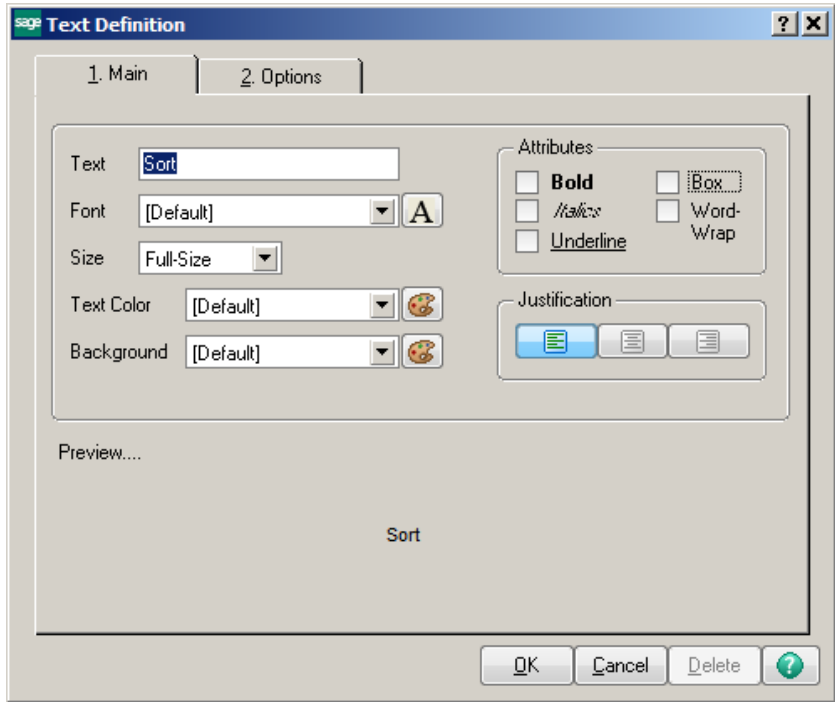 sage Text Definition
1. Main
2. Options
Text Sort
Font [Default] A
Size Full-Size
Text Color [Default]
Background [Default]
Attributes
Bold
Box
Italics
Word-
Wrap
Underline
Justification
Preview....
Sort
OK
Cancel
Delete
?